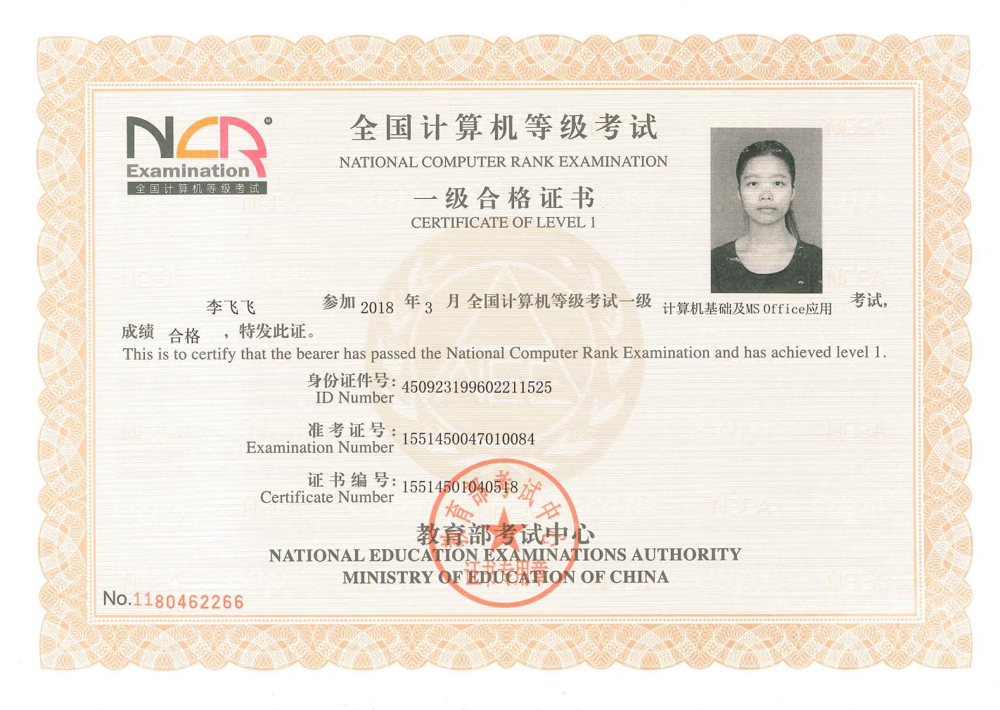 NCR®
Examination
全国计算机等级考试
全国计算机等级考试
NATIONAL COMPUTER RANK EXAMINATION
一级合格证书
CERTIFICATE OF LEVEL 1
李飞飞 参加 2018 年 3 月 全国计算机等级考试一级 计算机基础及MS Office应用 考试,
成绩 合格 ，特发此证。
This is to certify that the bearer has passed the National Computer Rank Examination and has achieved level 1.
身份证件号: 450923199602211525
ID Number
准考证号: 1551450047010084
Examination Number
证书编号: 15514501040518
Certificate Number
教育部考试中心
教育部考试中心
NATIONAL EDUCATION EXAMINATIONS AUTHORITY
证书专用章
MINISTRY OF EDUCATION OF CHINA
No.1180462266